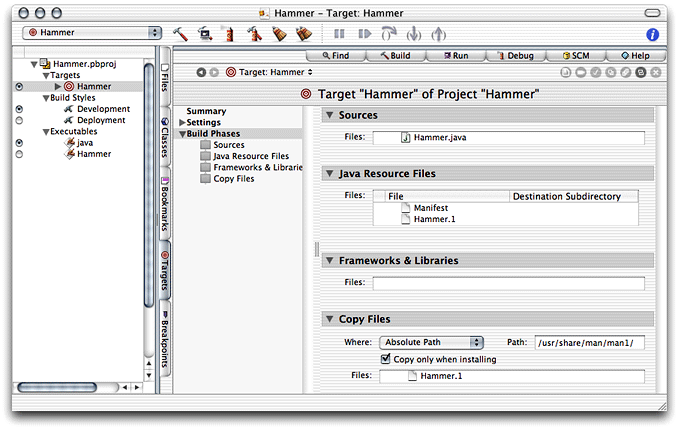 Hammer – Target: Hammer
Hammer
Find Build Run Debug SCM Help
Hammer.pbproj
Targets
Hammer
Build Styles
Development
Deployment
Executables
java
Hammer
Files
Classes
Bookmarks
Targets
Breakpoints
Target: Hammer
Target "Hammer" of Project "Hammer"
Summary
Settings
Build Phases
Sources
Java Resource Files
Frameworks & Librarie
Copy Files
Sources
Files: Hammer.java
Java Resource Files
Files: File Destination Subdirectory
Manifest
Hammer.1
Frameworks & Libraries
Files:
Copy Files
Where: Absolute Path Path: /usr/share/man/man1/
Copy only when installing
Files: Hammer.1